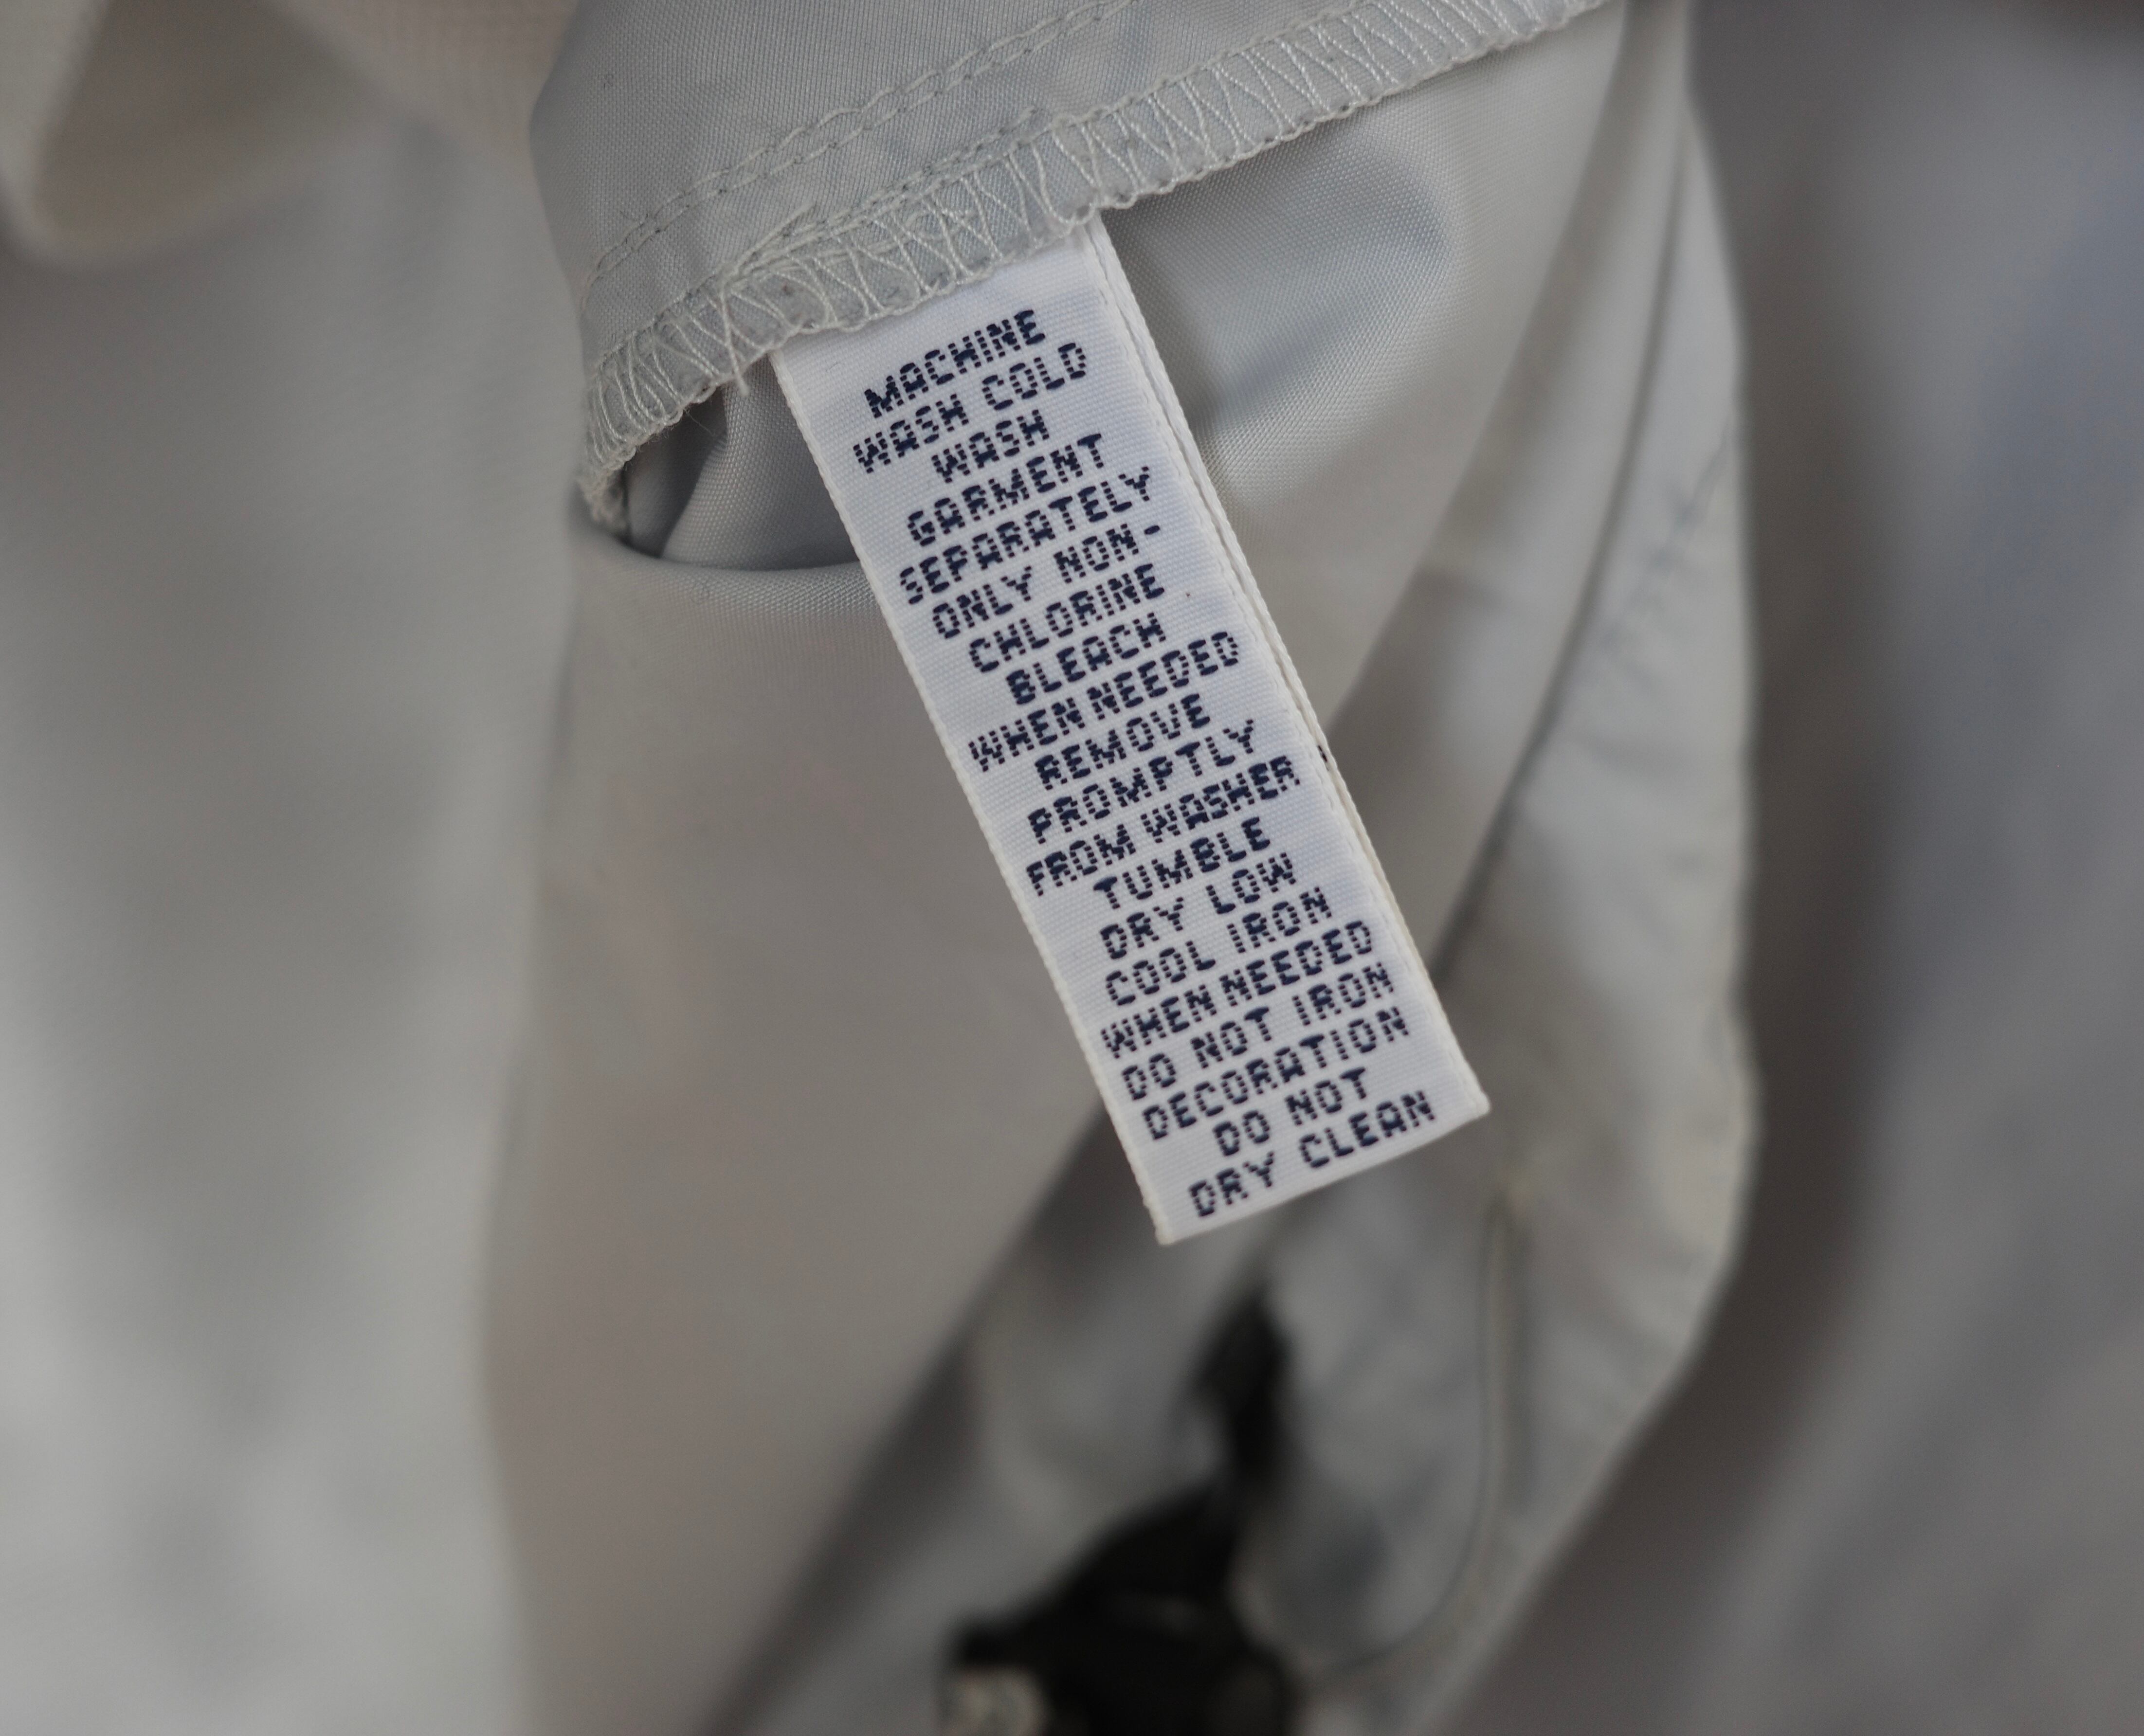 MACHINE
WASH COLD
WASH
GARMENT
SEPARATELY
ONLY NON-
CHLORINE
BLEACH
WHEN NEEDED
REMOVE
PROMPTLY
FROM WASHER
TUMBLE
DRY LOW
COOL IRON
WHEN NEEDED
DO NOT IRON
DECORATION
DO NOT
DRY CLEAN